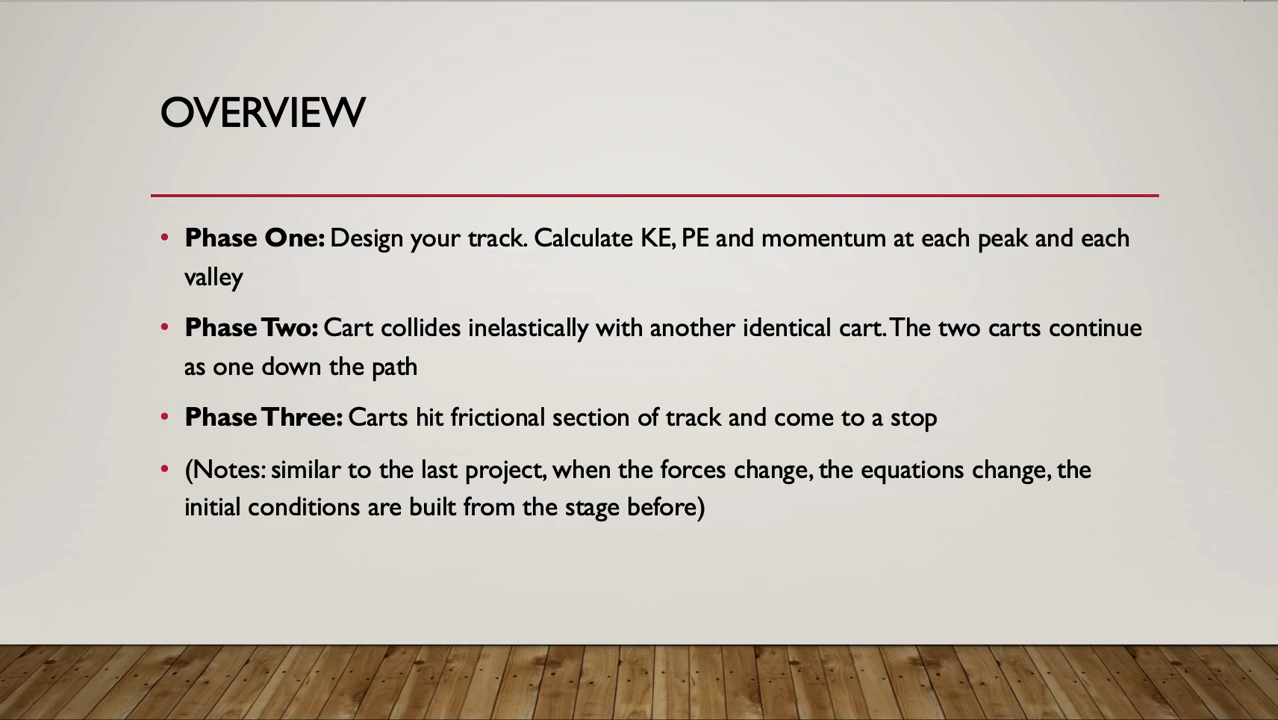 OVERVIEW
• Phase One: Design your track. Calculate KE, PE and momentum at each peak and each
valley
• Phase Two: Cart collides inelastically with another identical cart. The two carts continue
as one down the path
• Phase Three: Carts hit frictional section of track and come to a stop
• (Notes: similar to the last project, when the forces change, the equations change, the
initial conditions are built from the stage before)